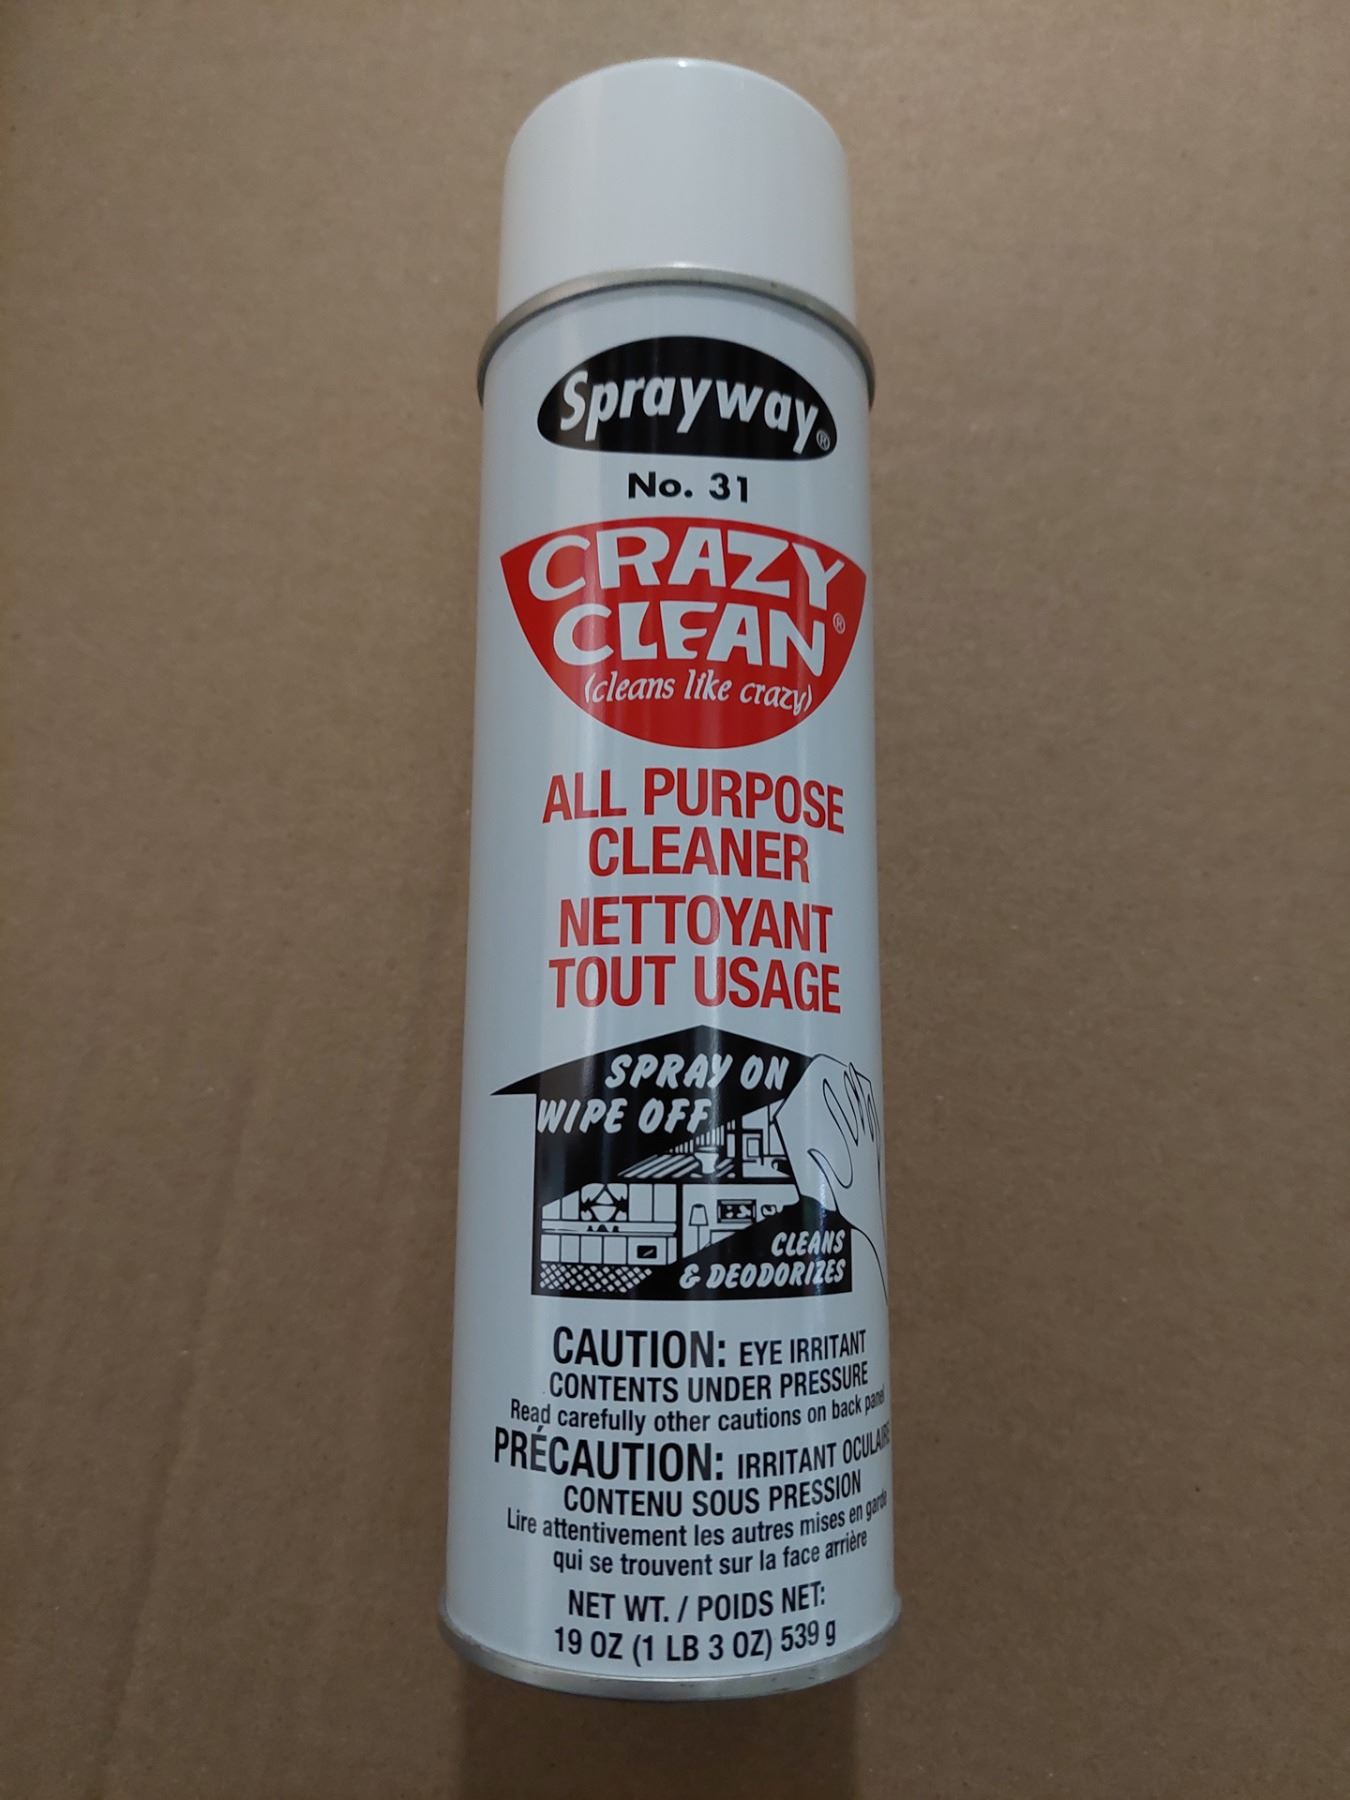 Sprayway®
No. 31
CRAZY
CLEAN®
(cleans like crazy)
ALL PURPOSE
CLEANER
NETTOYANT
TOUT USAGE
SPRAY ON
WIPE OFF
CLEANS
& DEODORIZES
CAUTION: EYE IRRITANT
CONTENTS UNDER PRESSURE
Read carefully other cautions on back panel
PRÉCAUTION: IRRITANT OCULAIRE
CONTENU SOUS PRESSION
Lire attentivement les autres mises en garde
qui se trouvent sur la face arrière
NET WT. / POIDS NET:
19 OZ (1 LB 3 OZ) 539 g